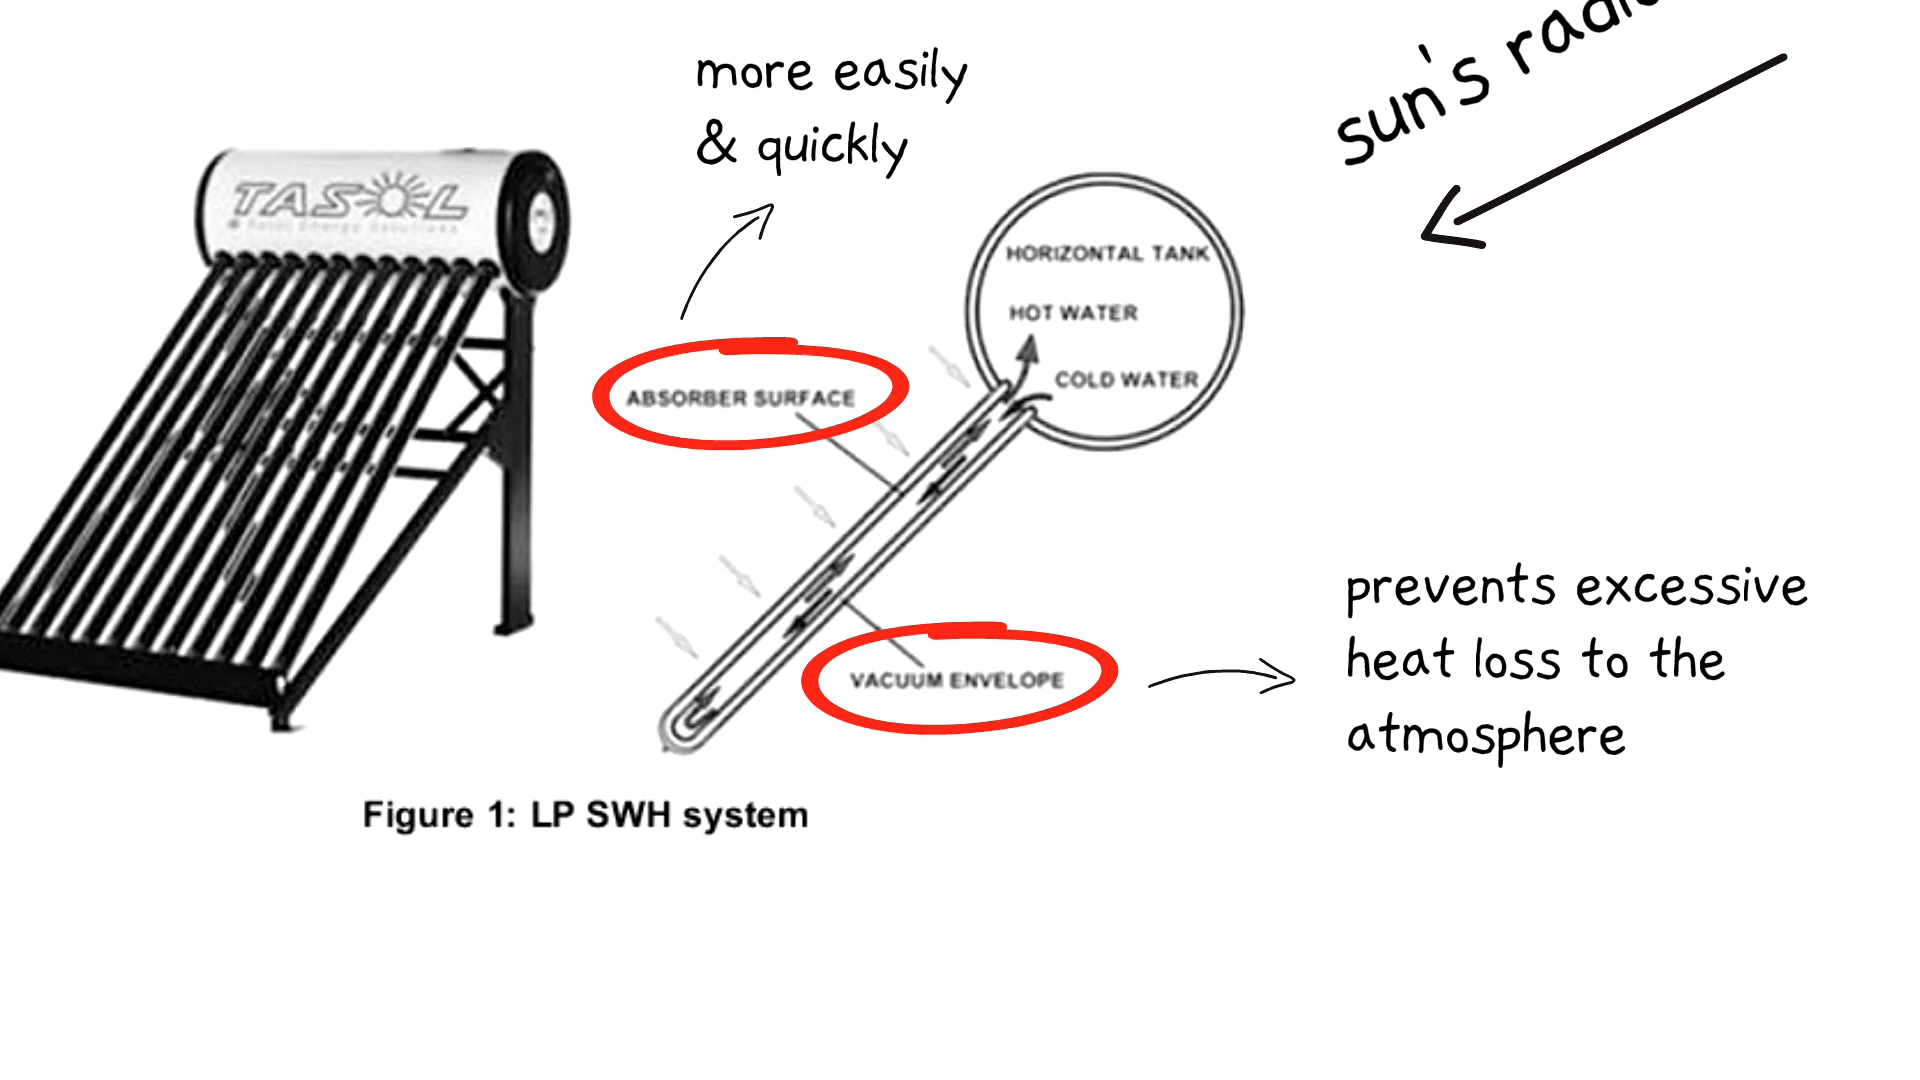 more easily
& quickly
sun's
TASOL
HORIZONTAL TANK
HOT WATER
COLD WATER
ABSORBER SURFACE
VACUUM ENVELOPE
prevents excessive
heat loss to the
atmosphere
Figure 1: LP SWH system